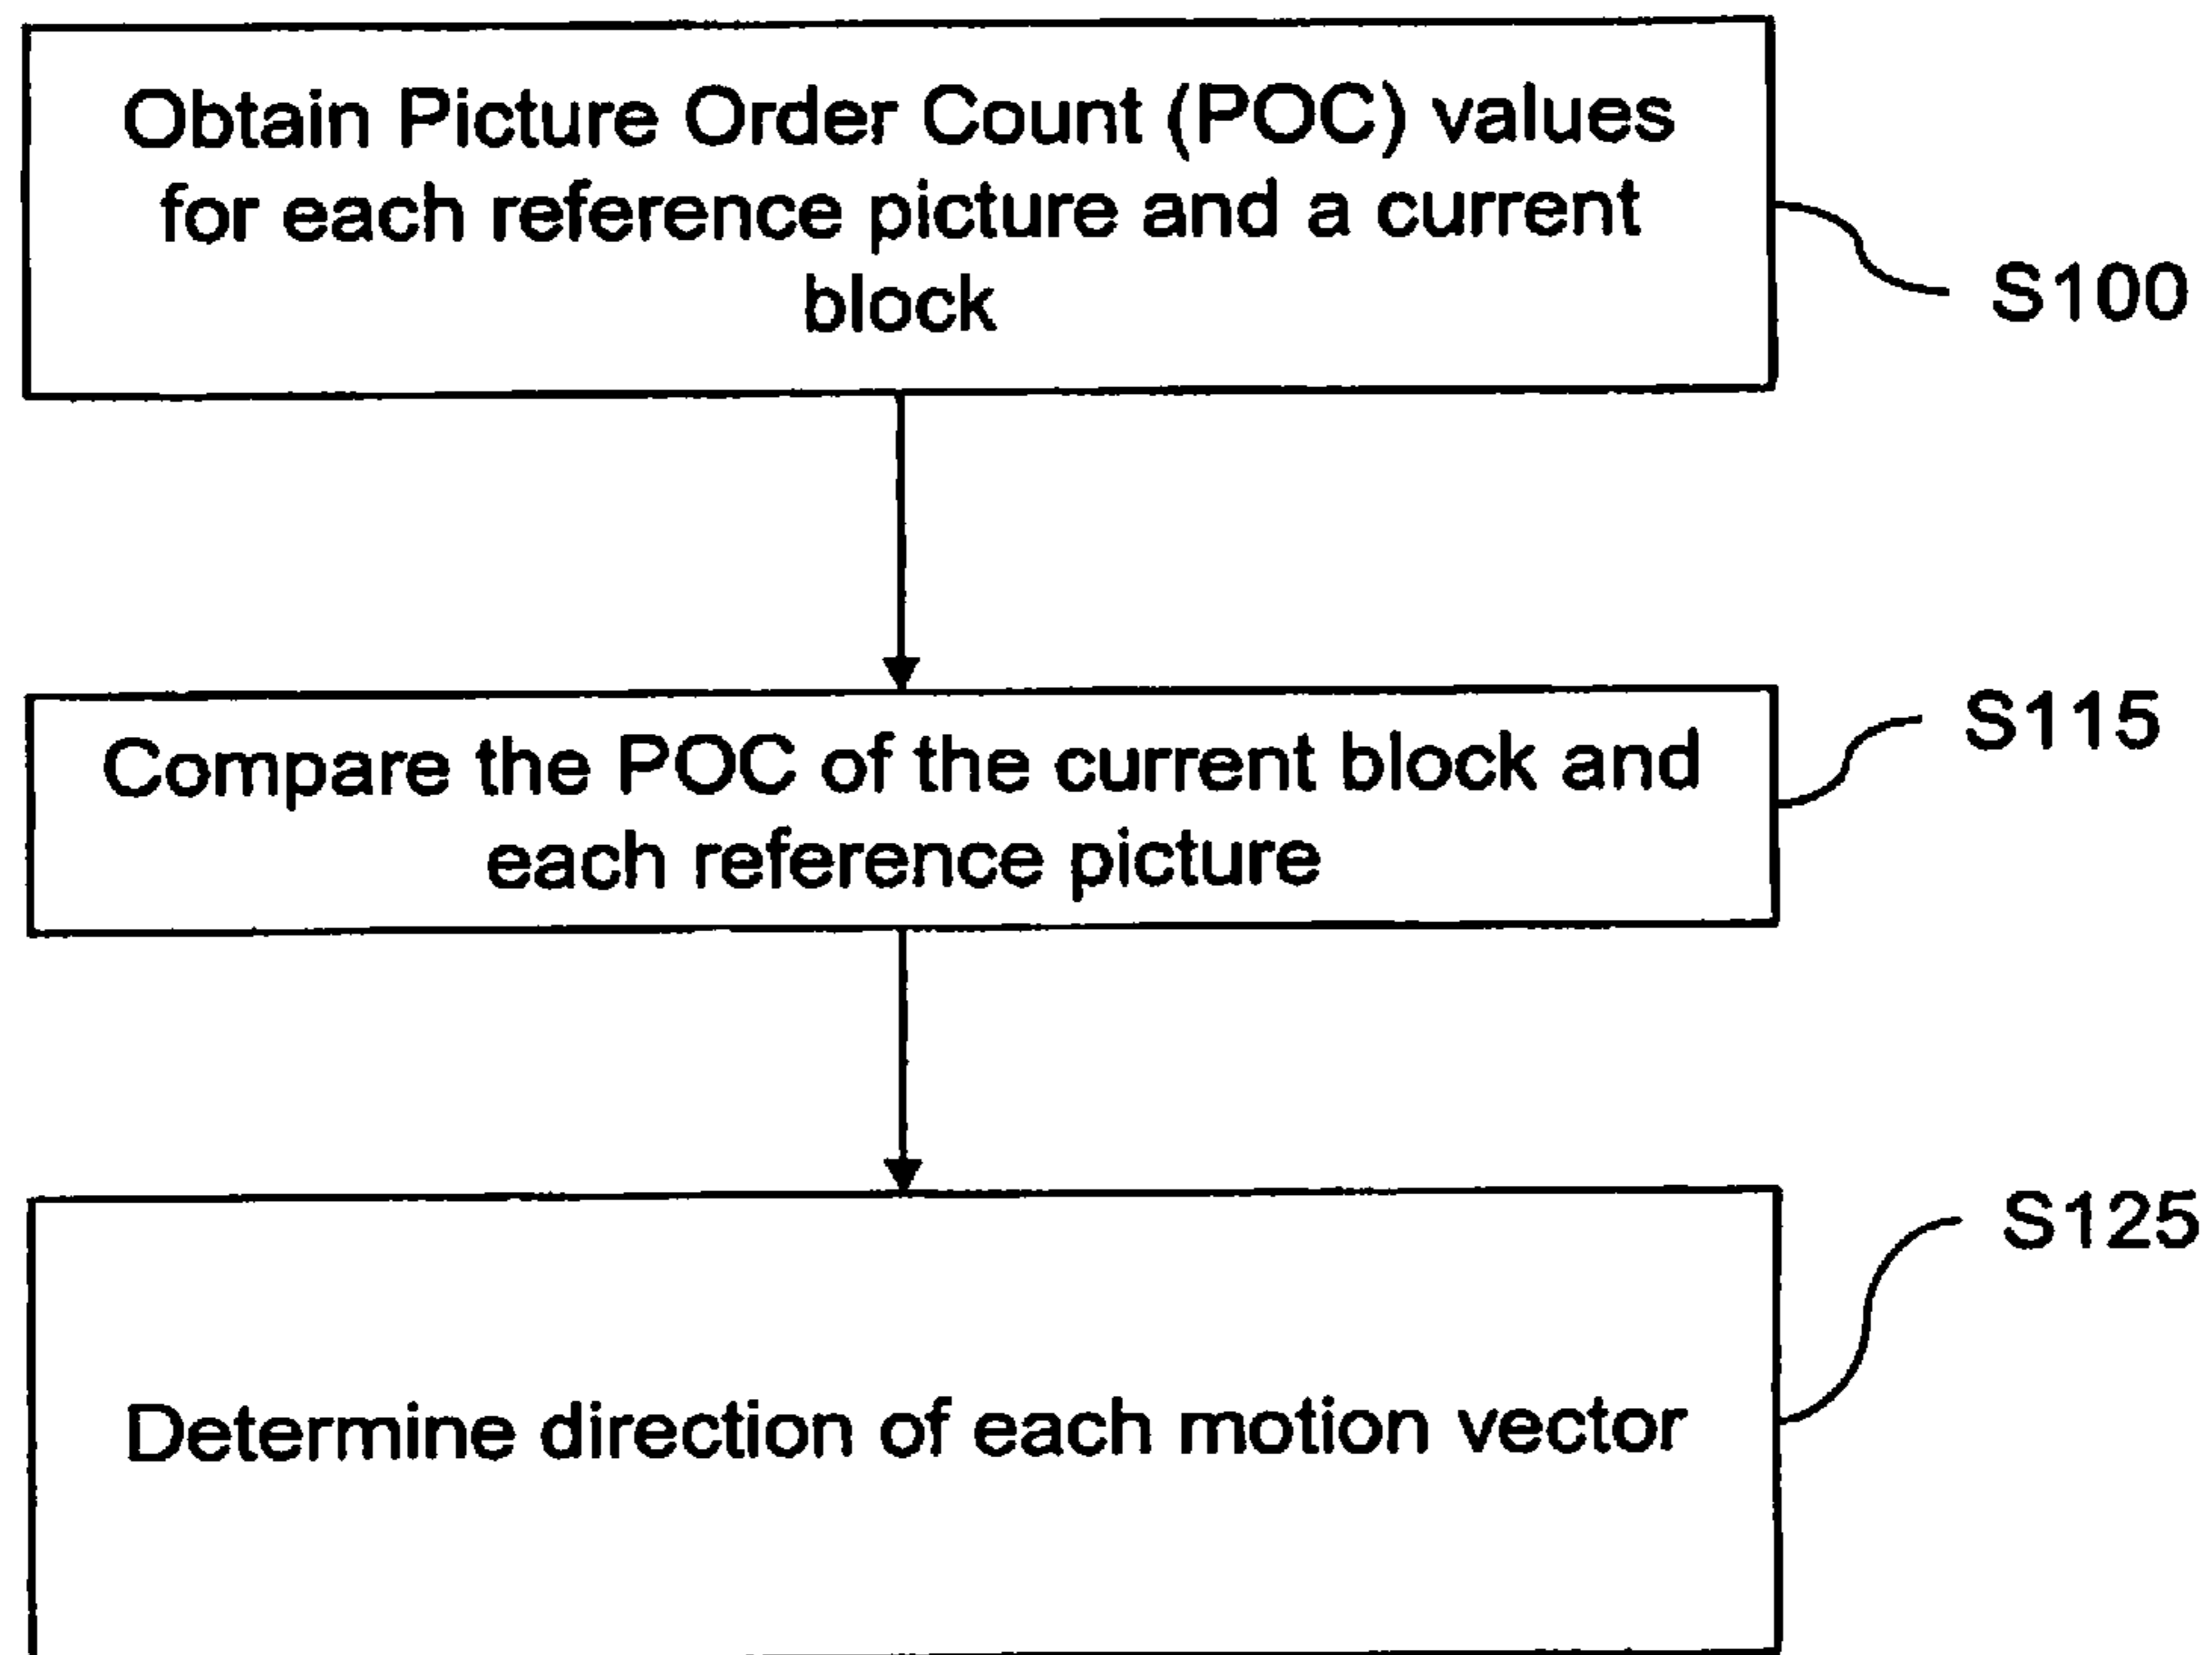 Obtain Picture Order Count (POC) values
for each reference picture and a current
block
S100
Compare the POC of the current block and
each reference picture
S115
Determine direction of each motion vector
S125